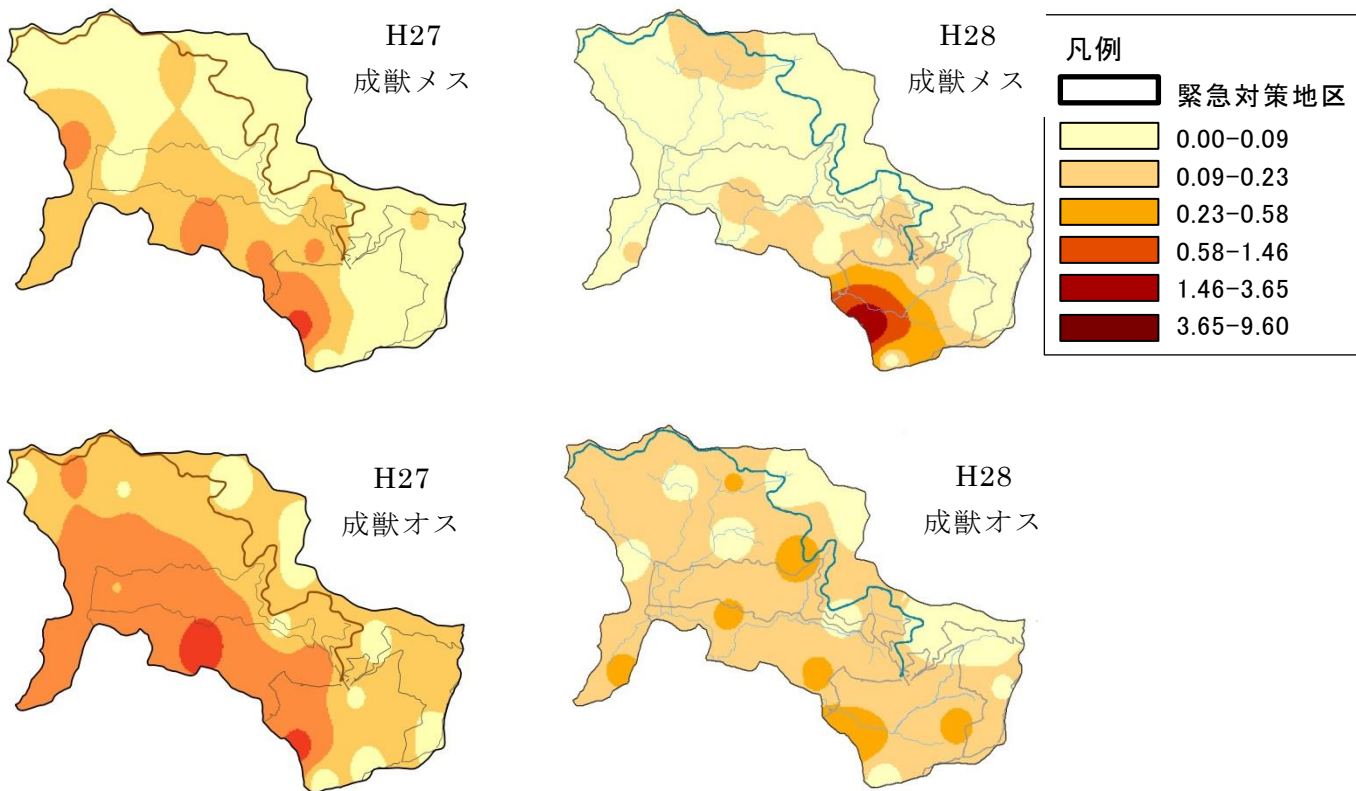 H27
成獣メス
H28
成獣メス
凡例
緊急対策地区
0.00-0.09
0.09-0.23
0.23-0.58
0.58-1.46
1.46-3.65
3.65-9.60
H27
成獣オス
H28
成獣オス